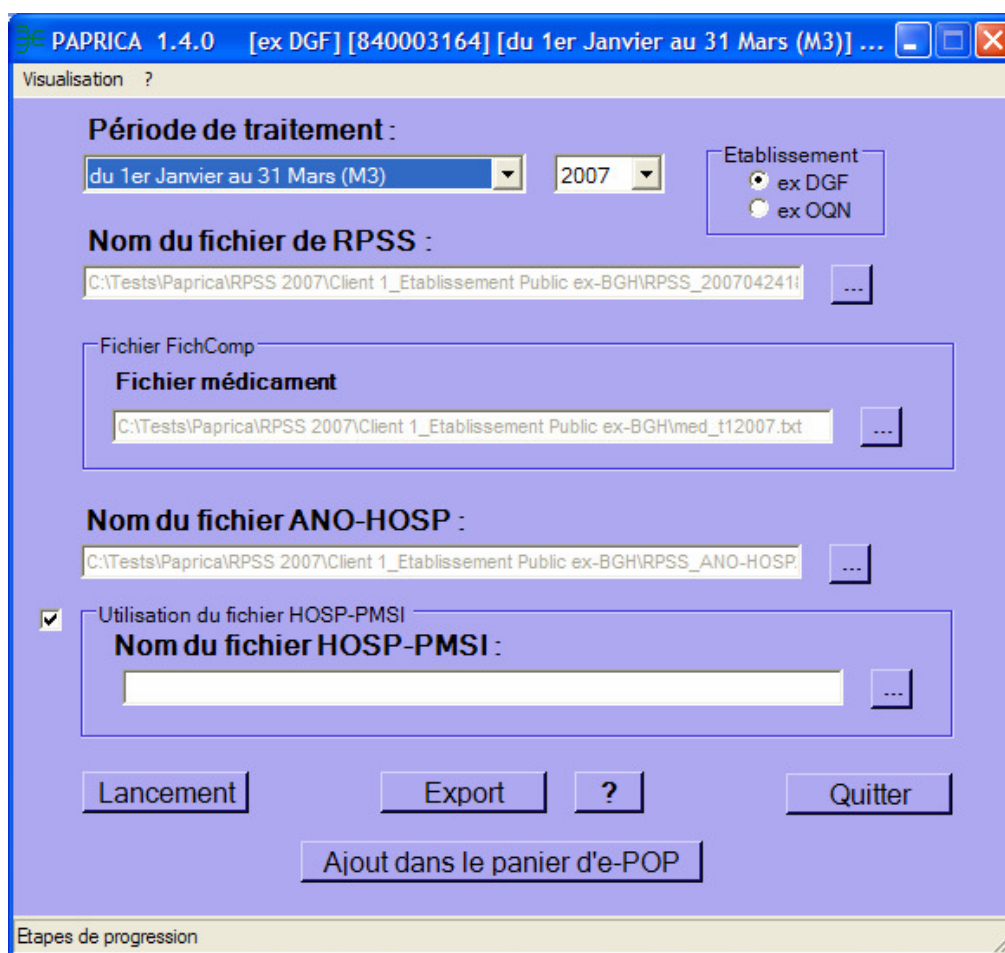 PAPRICA 1.4.0 [ex DGF] [840003164] [du 1er Janvier au 31 Mars (M3)] ...
Visualisation ?
Période de traitement :
du 1er Janvier au 31 Mars (M3) 2007
Etablissement
ex DGF
ex OQN
Nom du fichier de RPSS :
C:\Tests\Paprica\RPSS 2007\Client 1_Etablissement Public ex-BGH\RPSS_2007042418 ...
Fichier FichComp
Fichier médicament
C:\Tests\Paprica\RPSS 2007\Client 1_Etablissement Public ex-BGH\med_t12007.txt ...
Nom du fichier ANO-HOSP :
C:\Tests\Paprica\RPSS 2007\Client 1_Etablissement Public ex-BGH\RPSS_ANO-HOSP. ...
Utilisation du fichier HOSP-PMSI
Nom du fichier HOSP-PMSI :
...
Lancement Export ? Quitter
Ajout dans le panier d'e-POP
Etapes de progression